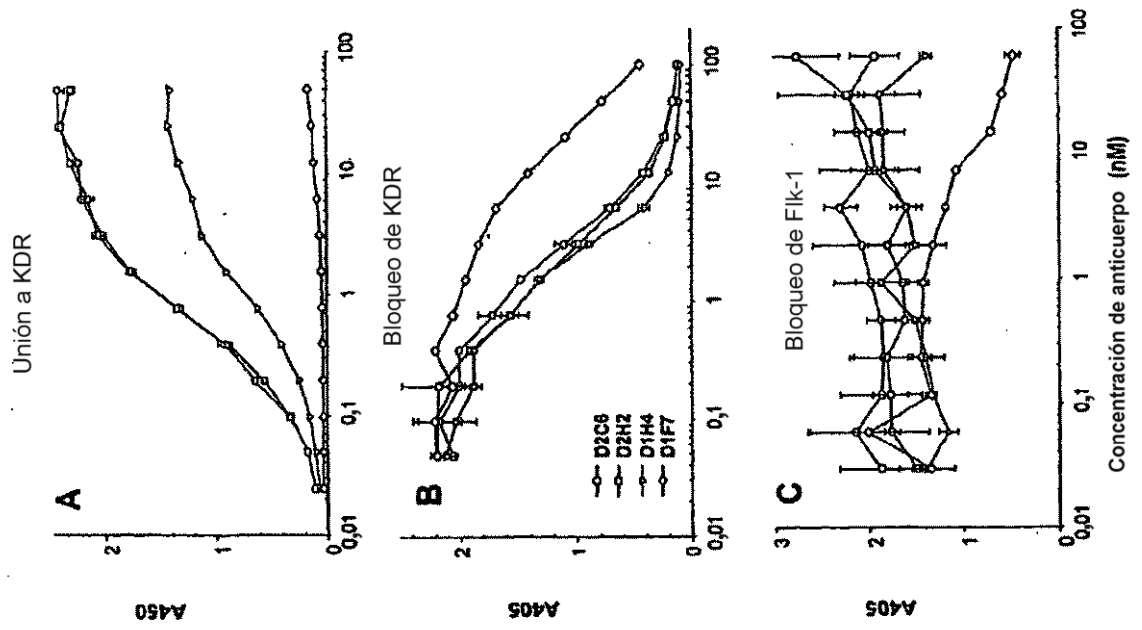 Unión a KDR
A
A450
2
1
0
0,01
0,1
1
10
100
Bloqueo de KDR
B
A405
2
1
0
D2C6
D2H2
D1H4
D1F7
0,01
0,1
1
10
100
Bloqueo de Flk-1
C
A405
3
2
1
0
0,01
0,1
1
10
100
Concentración de anticuerpo (nM)